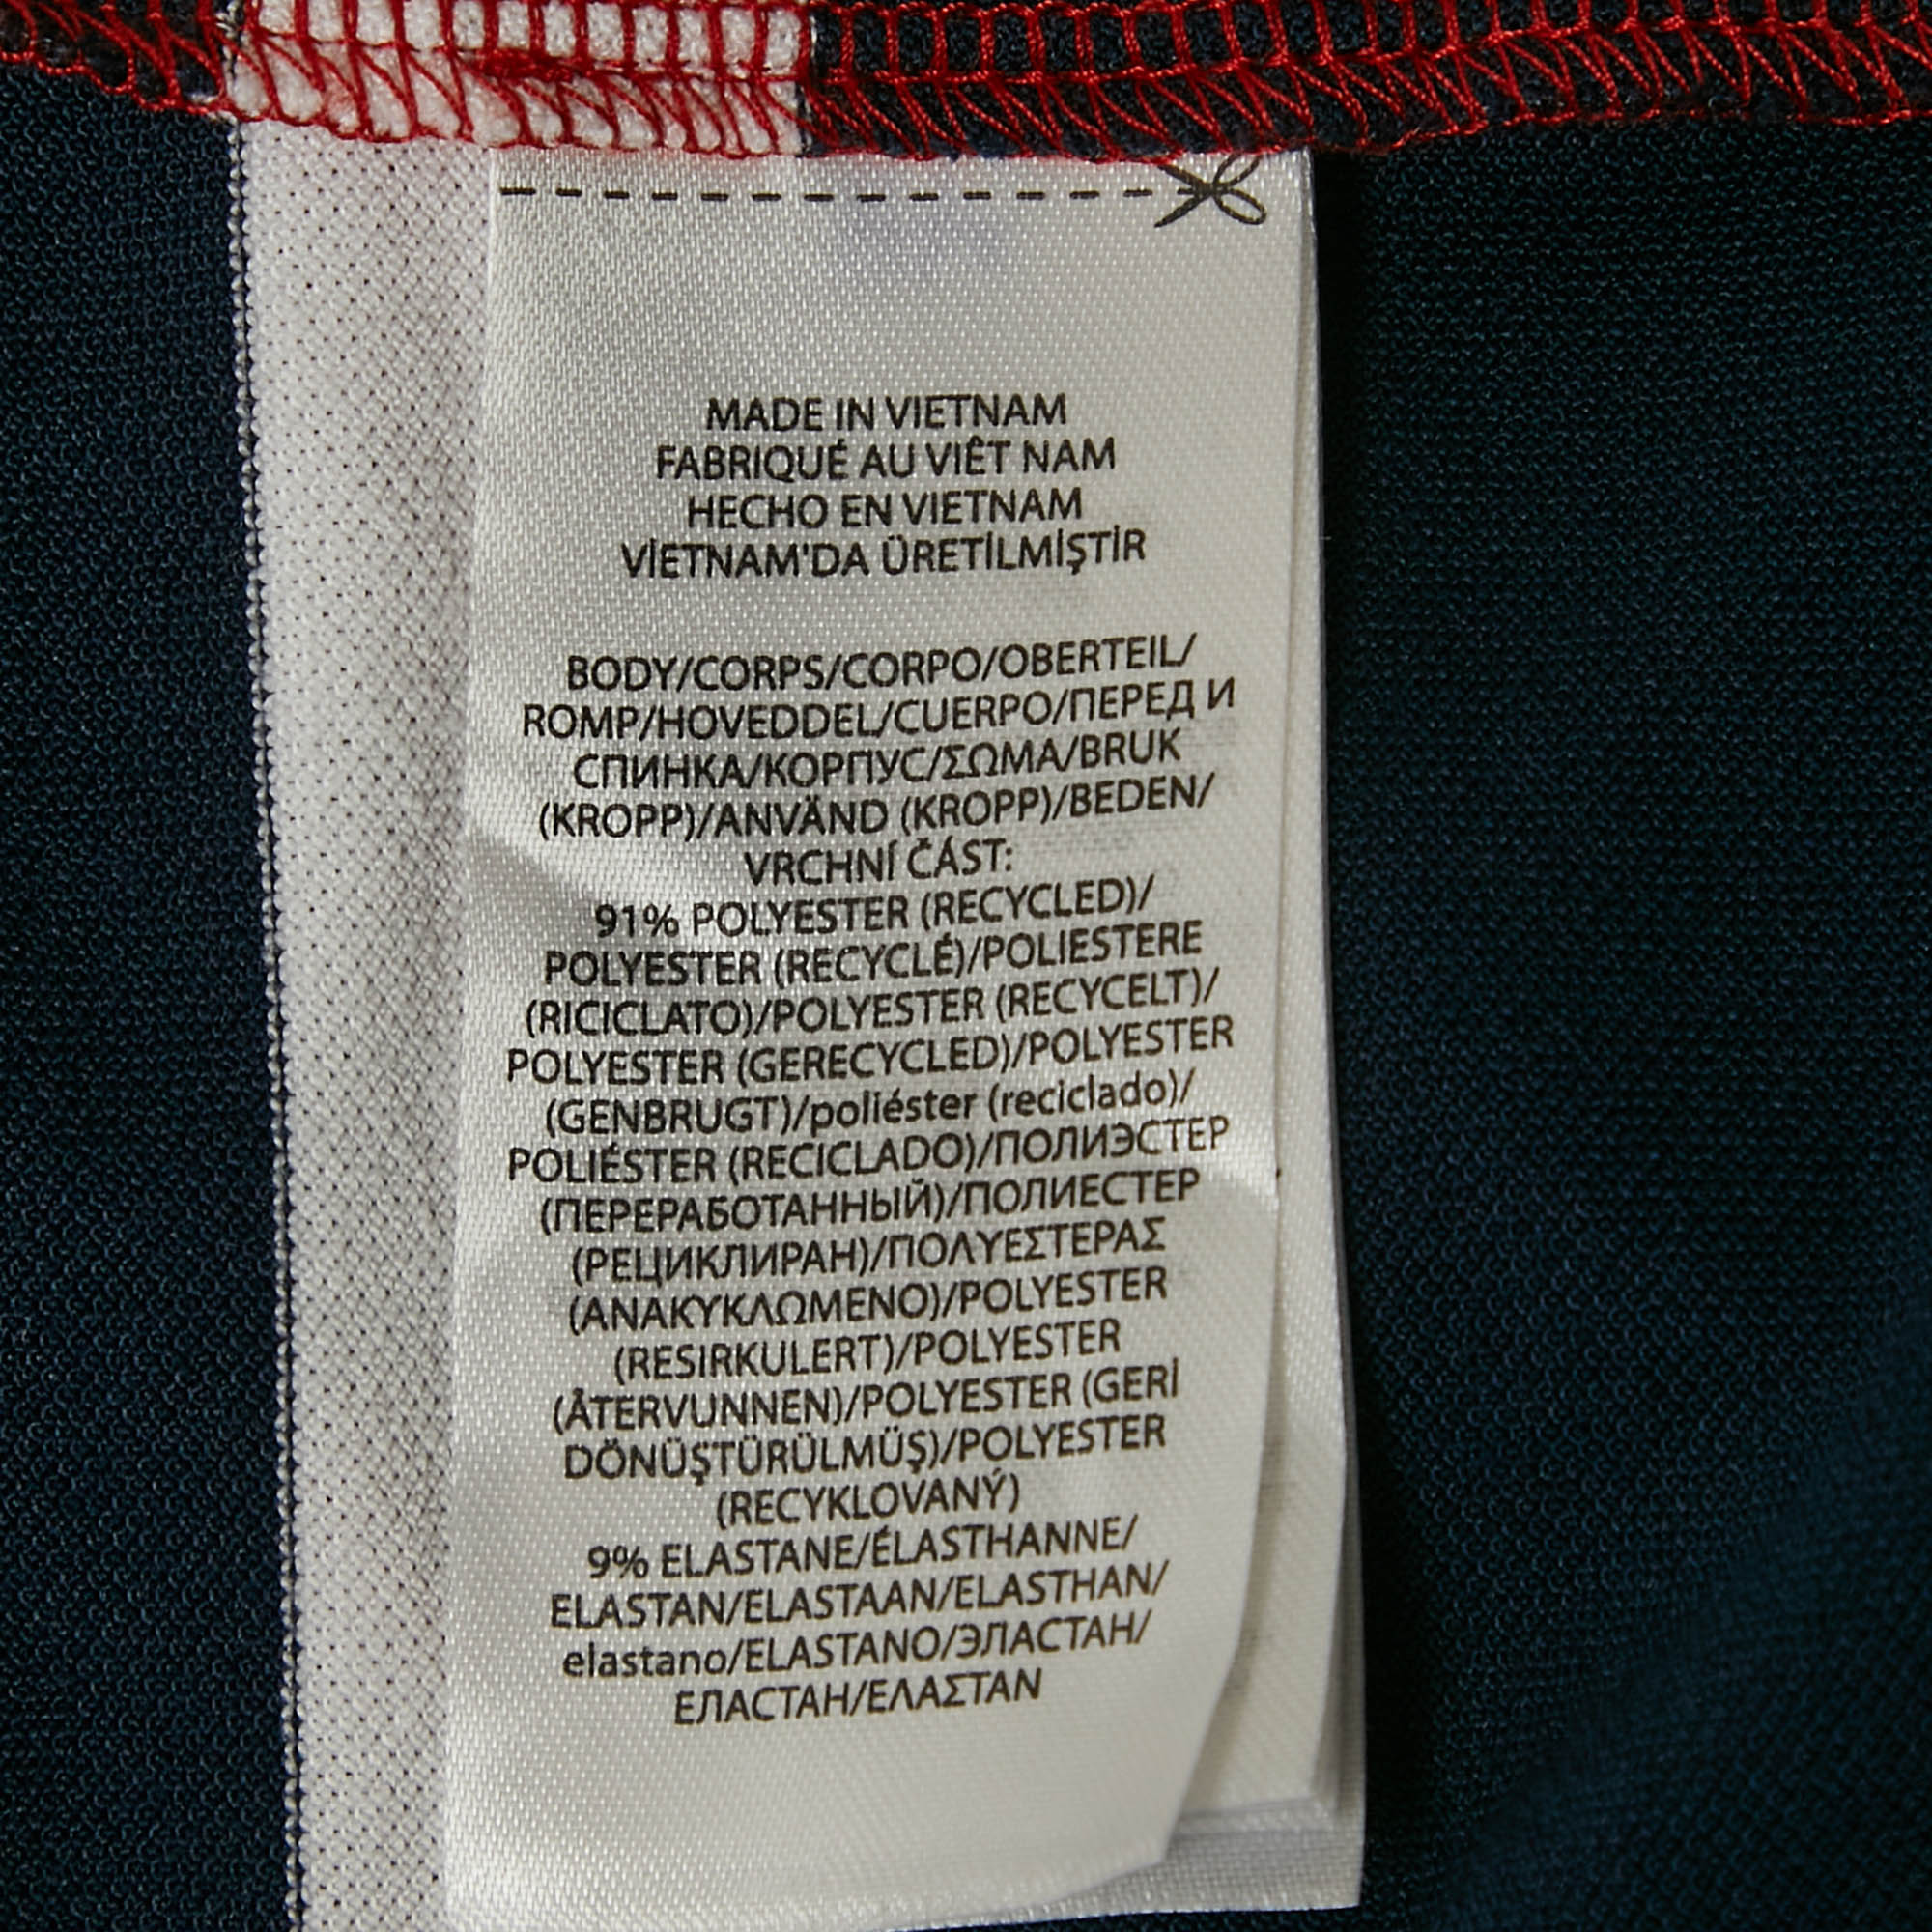 MADE IN VIETNAM
FABRIQUÉ AU VIÊT NAM
HECHO EN VIETNAM
VİETNAM'DA ÜRETİLMİŞTİR
BODY/CORPS/CORPO/OBERTEIL/
ROMP/HOVEDDEL/CUERPO/ПЕРЕД И
СПИНКА/КОРПУС/ΣΩΜΑ/BRUK
(KROPP)/ANVÄND (KROPP)/BEDEN/
VRCHNÍ ČÁST:
91% POLYESTER (RECYCLED)/
POLYESTER (RECYCLÉ)/POLIESTERE
(RICICLATO)/POLYESTER (RECYCELT)/
POLYESTER (GERECYCLED)/POLYESTER
(GENBRUGT)/poliéster (reciclado)/
POLIÉSTER (RECICLADO)/ПОЛИЭСТЕР
(ПЕРЕРАБОТАННЫЙ)/ПОЛИЕСТЕР
(РЕЦИКЛИРАН)/ΠΟΛΥΕΣΤΕΡΑΣ
(ΑΝΑΚΥΚΛΩΜΕΝΟ)/POLYESTER
(RESIRKULERT)/POLYESTER
(ÅTERVUNNEN)/POLYESTER (GERİ
DÖNÜŞTÜRÜLMÜŞ)/POLYESTER
(RECYKLOVANÝ)
9% ELASTANE/ÉLASTHANNE/
ELASTAN/ELASTAAN/ELASTHAN/
elastano/ELASTANO/ЭЛАСТАН/
ЕЛАСТАН/ΕΛΑΣΤΑΝ